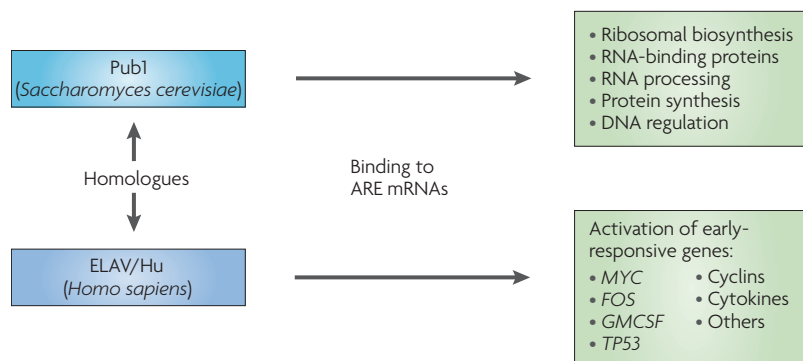 Pub1
(Saccharomyces cerevisiae)
Homologues
ELAV/Hu
(Homo sapiens)
Binding to
ARE mRNAs
• Ribosomal biosynthesis
• RNA-binding proteins
• RNA processing
• Protein synthesis
• DNA regulation
Activation of early-
responsive genes:
• MYC
• FOS
• GMCSF
• TP53
• Cyclins
• Cytokines
• Others